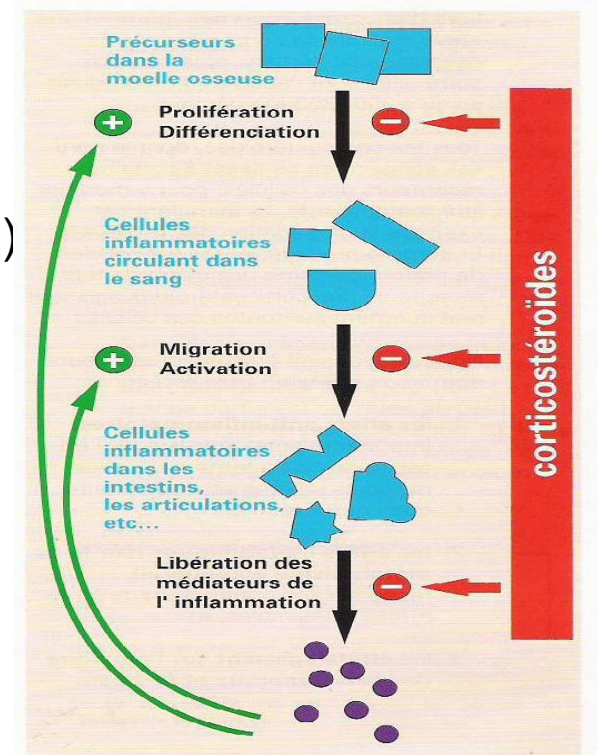 Précurseurs
dans la
moelle osseuse
+
Prolifération
Différenciation
−
)
Cellules
inflammatoires
circulant dans
le sang
corticostéroïdes
+
Migration
Activation
−
Cellules
inflammatoires
dans les
intestins,
les articulations,
etc...
Libération des
médiateurs de
l' inflammation
−